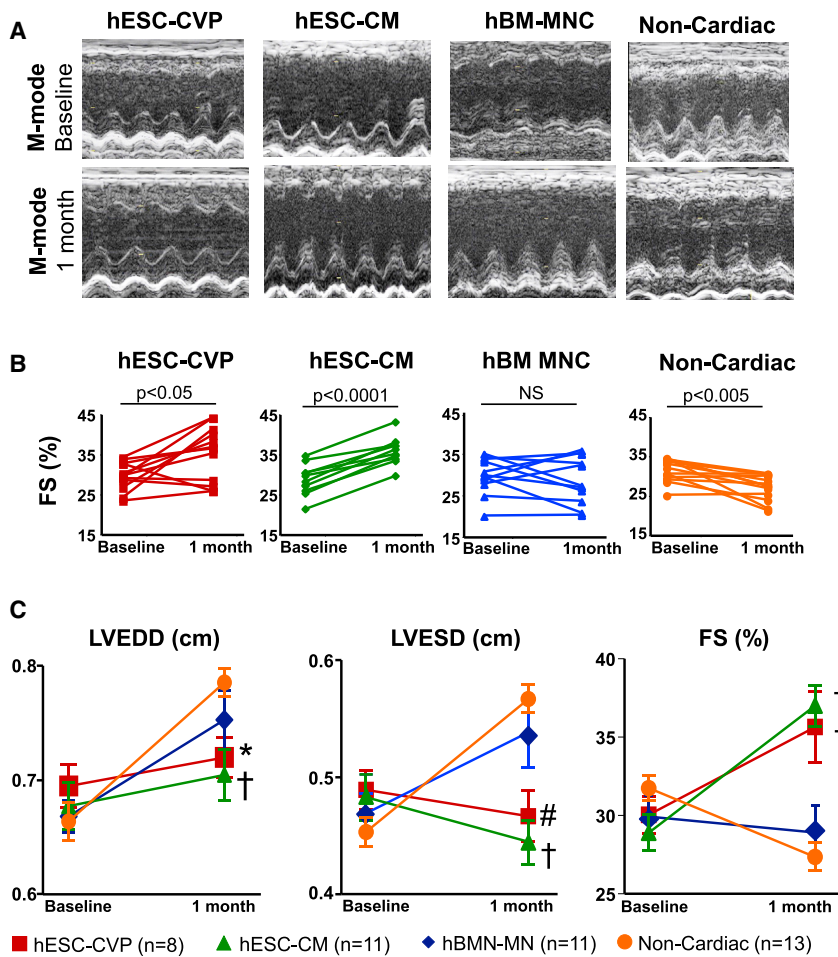 A
hESC-CVP hESC-CM hBM-MNC Non-Cardiac
M-mode
Baseline
M-mode
1 month
B
hESC-CVP hESC-CM hBM MNC Non-Cardiac
p<0.05 p<0.0001 NS p<0.005
FS (%)
45 45 45 45
35 35 35 35
25 25 25 25
15 15 15 15
Baseline 1 month Baseline 1 month Baseline 1month Baseline 1 month
C
LVEDD (cm) LVESD (cm) FS (%)
0.8 0.6 40
* 35
0.7 † 0.5 # 30
†
0.6 0.4 25
Baseline 1 month Baseline 1 month Baseline 1 month
hESC-CVP (n=8) hESC-CM (n=11) hBMN-MN (n=11) Non-Cardiac (n=13)